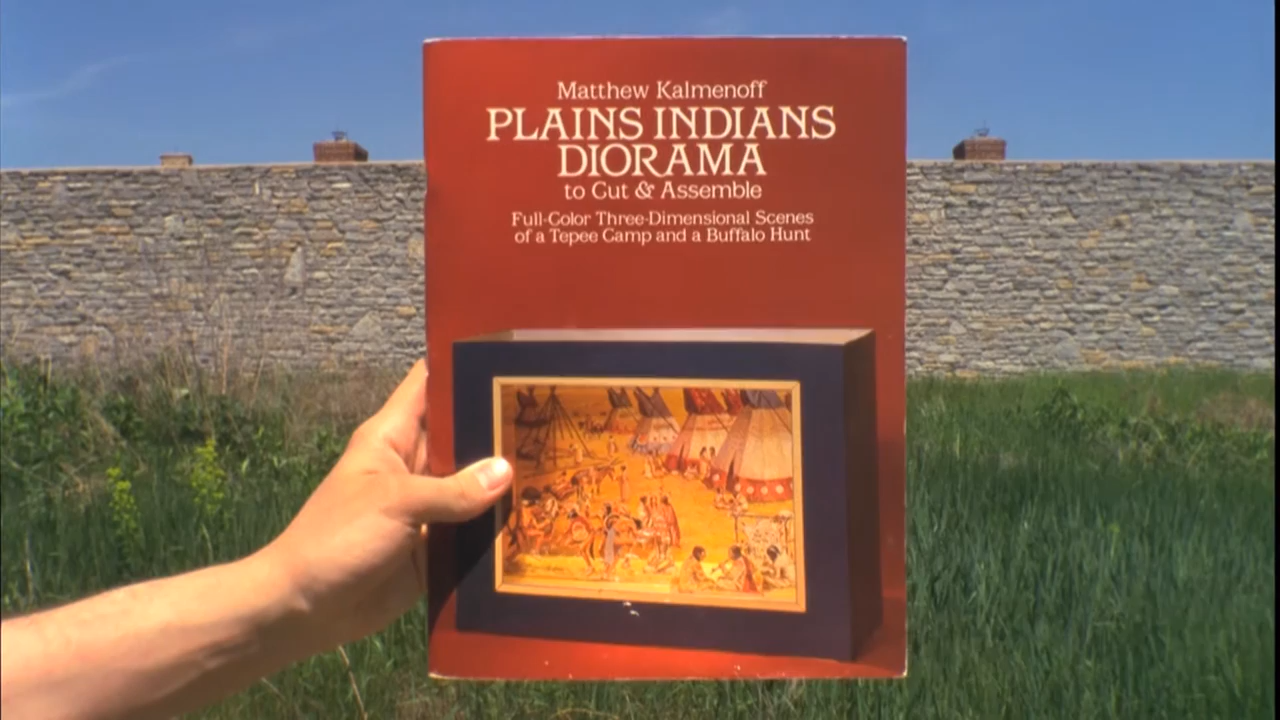 Matthew Kalmenoff
PLAINS INDIANS
DIORAMA
to Cut & Assemble
Full-Color Three-Dimensional Scenes
of a Tepee Camp and a Buffalo Hunt